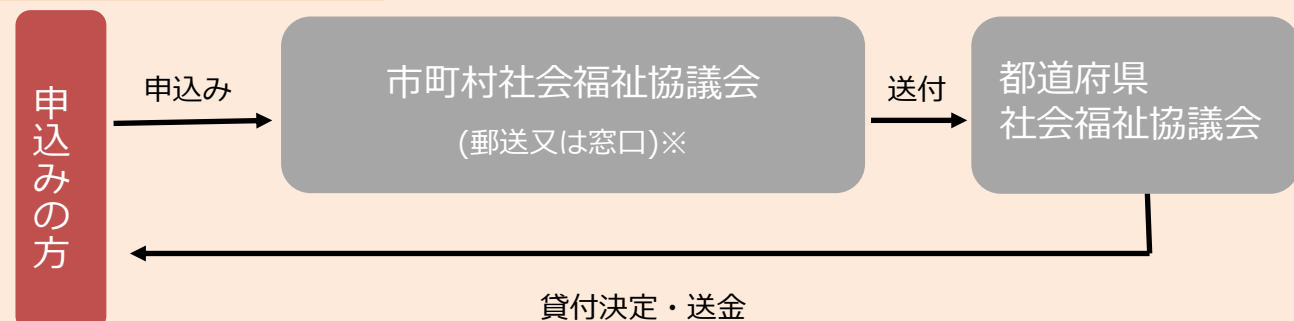 申込みの方
申込み
市町村社会福祉協議会
(郵送又は窓口)※
送付
都道府県
社会福祉協議会
貸付決定・送金